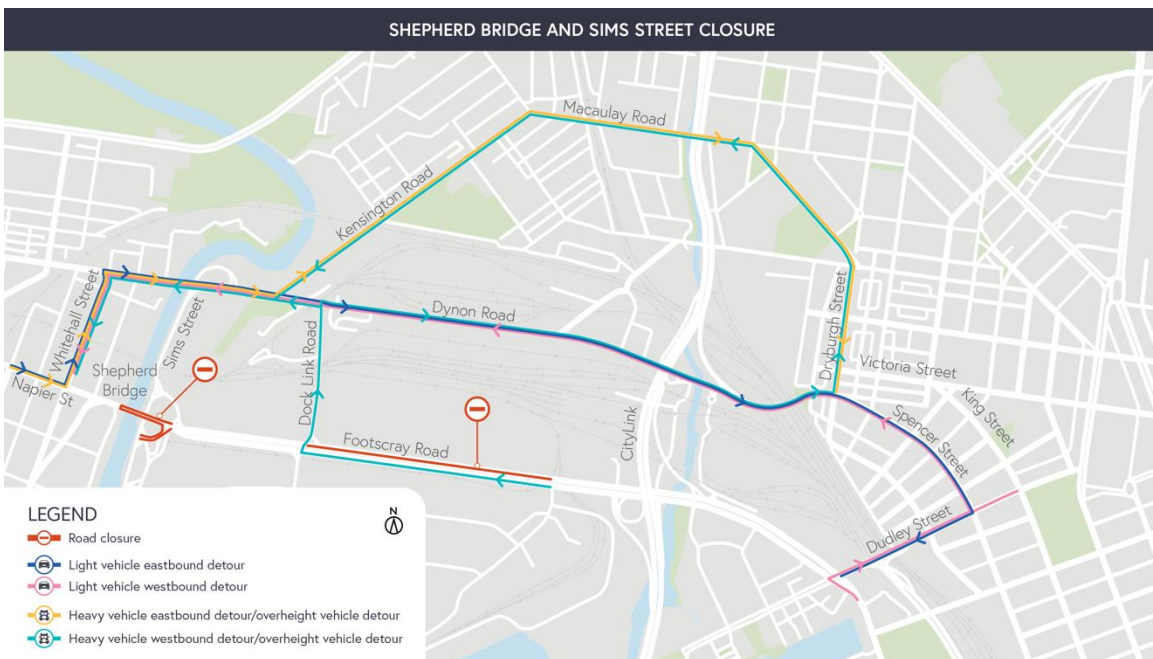 SHEPHERD BRIDGE AND SIMS STREET CLOSURE
Macaulay Road
Kensington Road
Whitehall Street
Sims Street
Dynon Road
Dock Link Road
Dryburgh Street
Victoria Street
Shepherd
Bridge
Napier St
King Street
CityLink
Spencer Street
Footscray Road
Dudley Street
LEGEND
N
Road closure
Light vehicle eastbound detour
Light vehicle westbound detour
Heavy vehicle eastbound detour/overheight vehicle detour
Heavy vehicle westbound detour/overheight vehicle detour